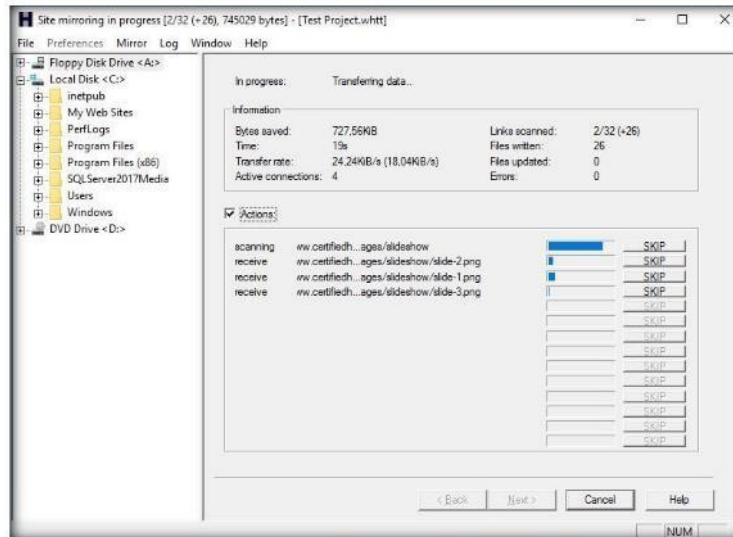 Site mirroring in progress [2/32 (+26), 745029 bytes] - [Test Project.whtt]
File Preferences Mirror Log Window Help
Floppy Disk Drive <A:>
Local Disk <C:>
inetpub
My Web Sites
PerfLogs
Program Files
Program Files (x86)
SQLServer2017Media
Users
Windows
DVD Drive <D:>
In progress: Transferring data..
Information
Bytes saved: 727,56KiB Links scanned: 2/32 (+26)
Time: 19s Files written: 26
Transfer rate: 24,24KiB/s (18,04KiB/s) Files updated: 0
Active connections: 4 Errors: 0
Actions:
scanning ww.certifiedh...ages/slideshow SKIP
receive ww.certifiedh...ages/slideshow/slide-2.png SKIP
receive ww.certifiedh...ages/slideshow/slide-1.png SKIP
receive ww.certifiedh...ages/slideshow/slide-3.png SKIP
SKIP
SKIP
SKIP
SKIP
SKIP
SKIP
SKIP
SKIP
SKIP
SKIP
< Back Next > Cancel Help
NUM